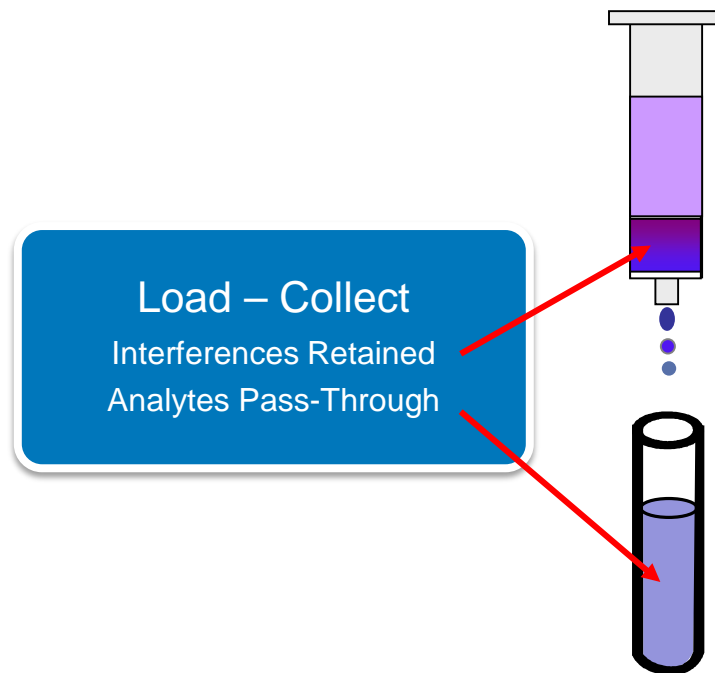 Load – Collect
Interferences Retained
Analytes Pass-Through